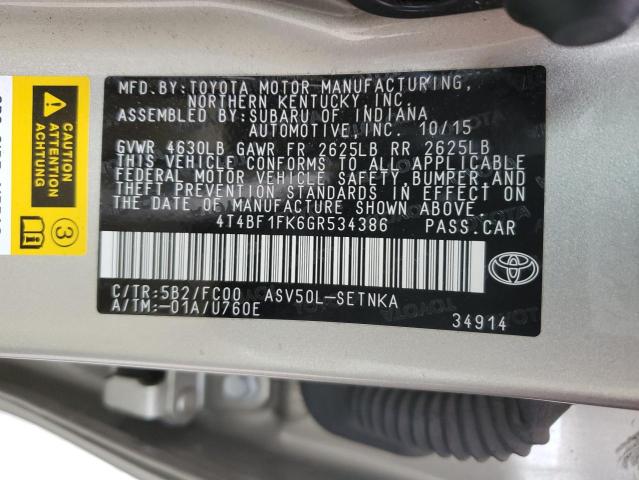 MFD.BY:TOYOTA MOTOR MANUFACTURING,
NORTHERN KENTUCKY,INC.
ASSEMBLED BY:SUBARU OF INDIANA
AUTOMOTIVE,INC. 10/15
GVWR 4630LB GAWR FR 2625LB RR 2625LB
THIS VEHICLE CONFORMS TO ALL APPLICABLE
FEDERAL MOTOR VEHICLE SAFETY,BUMPER AND
THEFT PREVENTION STANDARDS IN EFFECT ON
THE DATE OF MANUFACTURE SHOWN ABOVE.
4T4BF1FK6GR534386 PASS.CAR
C/TR:5B2/FC00 ASV50L-SETNKA
A/TM:-01A/U760E
34914
TOYOTA
CAUTION
ATTENTION
3